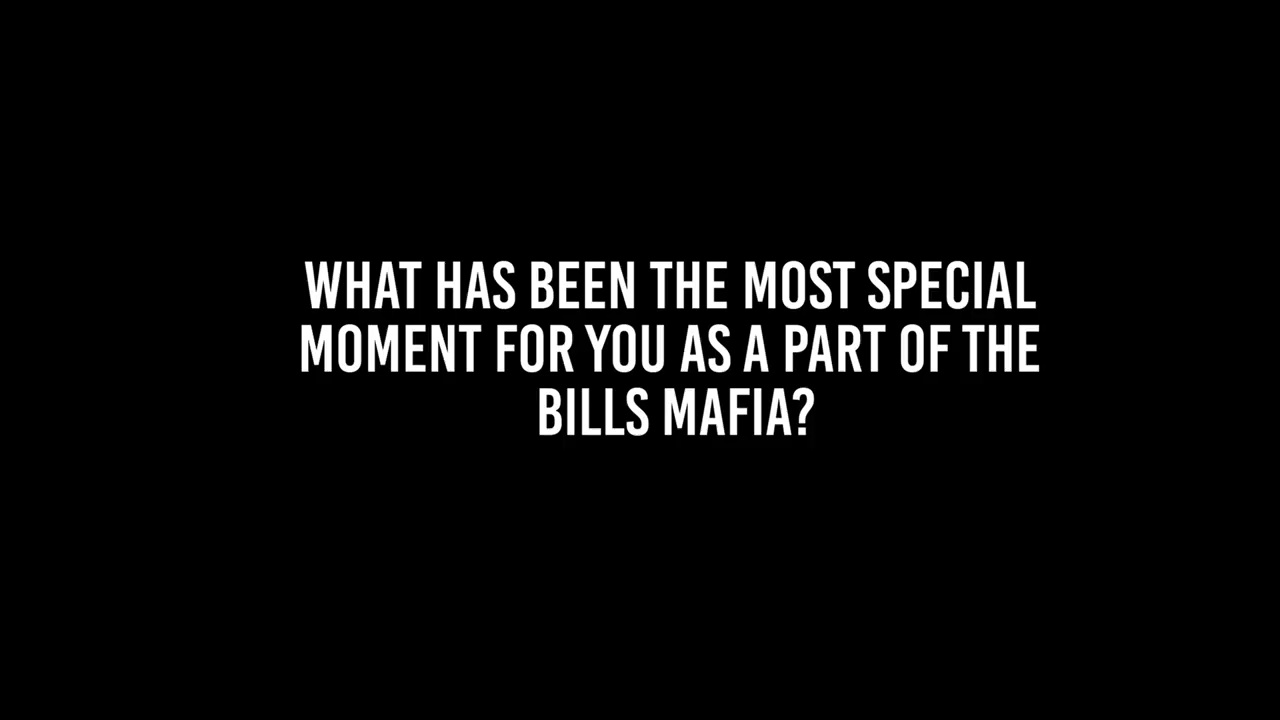 WHAT HAS BEEN THE MOST SPECIAL
MOMENT FOR YOU AS A PART OF THE
BILLS MAFIA?